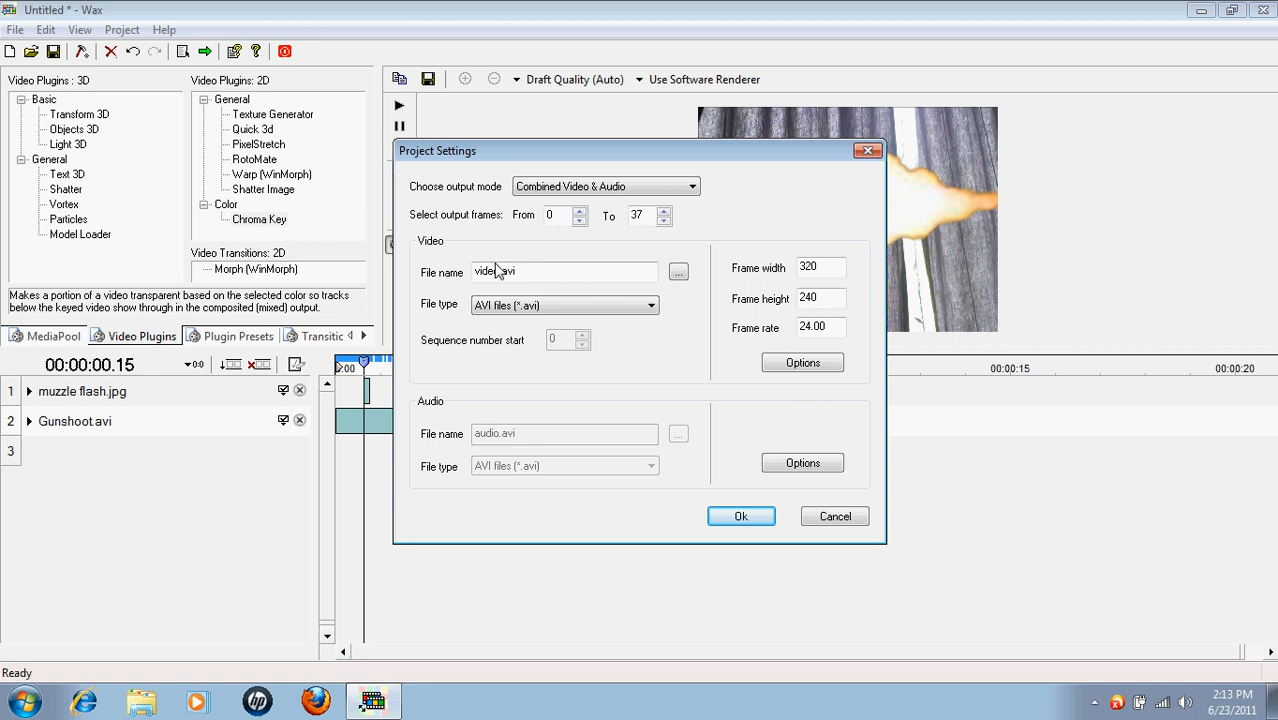 Untitled * - Wax
File Edit View Project Help
Video Plugins : 3D
Basic
Transform 3D
Objects 3D
Light 3D
General
Text 3D
Shatter
Vortex
Particles
Model Loader
Video Plugins: 2D
General
Texture Generator
Quick 3d
PixelStretch
RotoMate
Warp (WinMorph)
Shatter Image
Color
Chroma Key
Video Transitions: 2D
Morph (WinMorph)
Makes a portion of a video transparent based on the selected color so tracks
below the keyed video show through in the composited (mixed) output.
MediaPool Video Plugins Plugin Presets Transitic
Draft Quality (Auto) Use Software Renderer
Project Settings
Choose output mode Combined Video & Audio
Select output frames: From 0 To 37
Video
File name video.avi
File type AVI files (*.avi)
Sequence number start 0
Frame width 320
Frame height 240
Frame rate 24.00
Options
Audio
File name audio.avi
File type AVI files (*.avi)
Options
Ok Cancel
00:00:00.15 0:0 :00 00:00:15 00:00:20
1 muzzle flash.jpg
2 Gunshoot.avi
3
Ready
hp
2:13 PM
6/23/2011